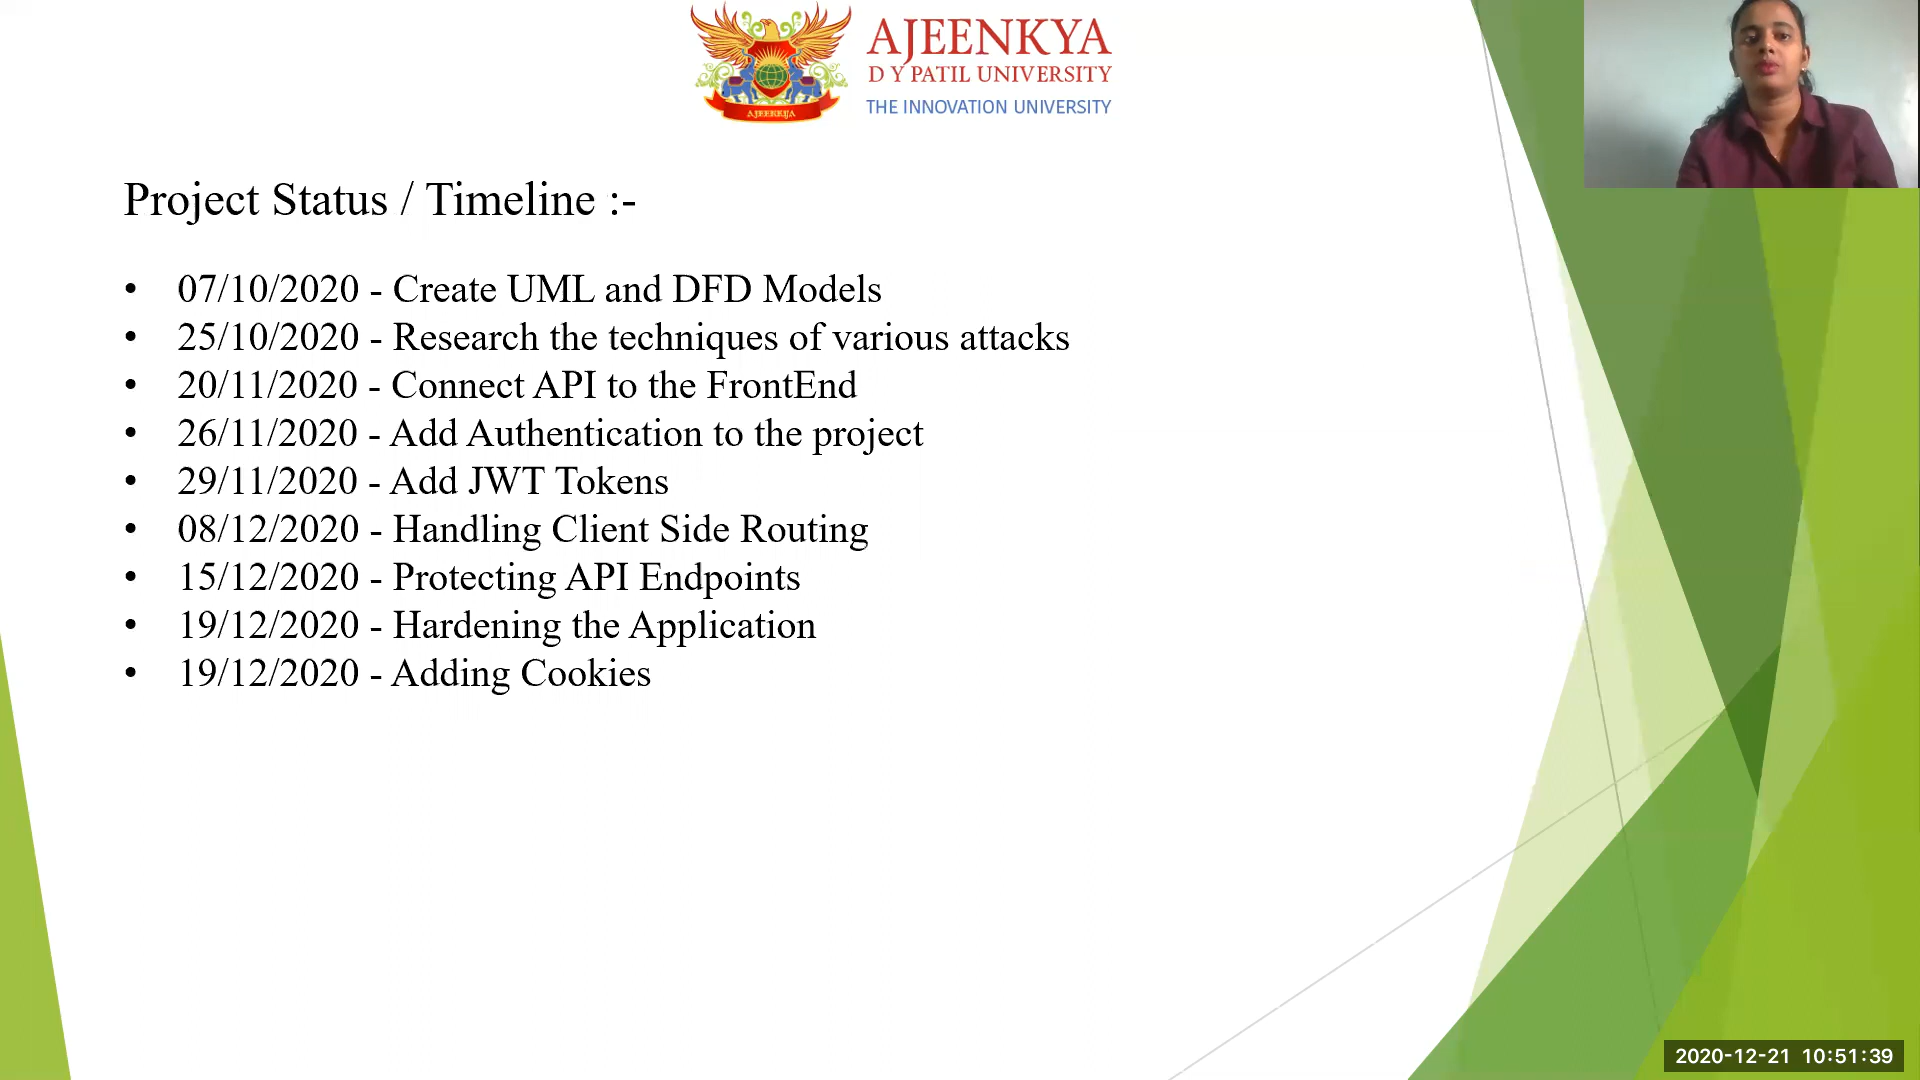 AJEENKYA
D Y PATIL UNIVERSITY
THE INNOVATION UNIVERSITY
AJEENKYA
Project Status / Timeline :-
• 07/10/2020 - Create UML and DFD Models
• 25/10/2020 - Research the techniques of various attacks
• 20/11/2020 - Connect API to the FrontEnd
• 26/11/2020 - Add Authentication to the project
• 29/11/2020 - Add JWT Tokens
• 08/12/2020 - Handling Client Side Routing
• 15/12/2020 - Protecting API Endpoints
• 19/12/2020 - Hardening the Application
• 19/12/2020 - Adding Cookies
2020-12-21 10:51:39